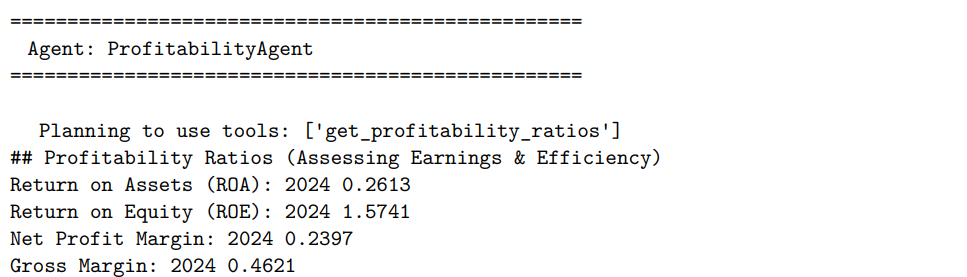 ==================================================
Agent: ProfitabilityAgent
==================================================
Planning to use tools: ['get_profitability_ratios']
## Profitability Ratios (Assessing Earnings & Efficiency)
Return on Assets (ROA): 2024 0.2613
Return on Equity (ROE): 2024 1.5741
Net Profit Margin: 2024 0.2397
Gross Margin: 2024 0.4621